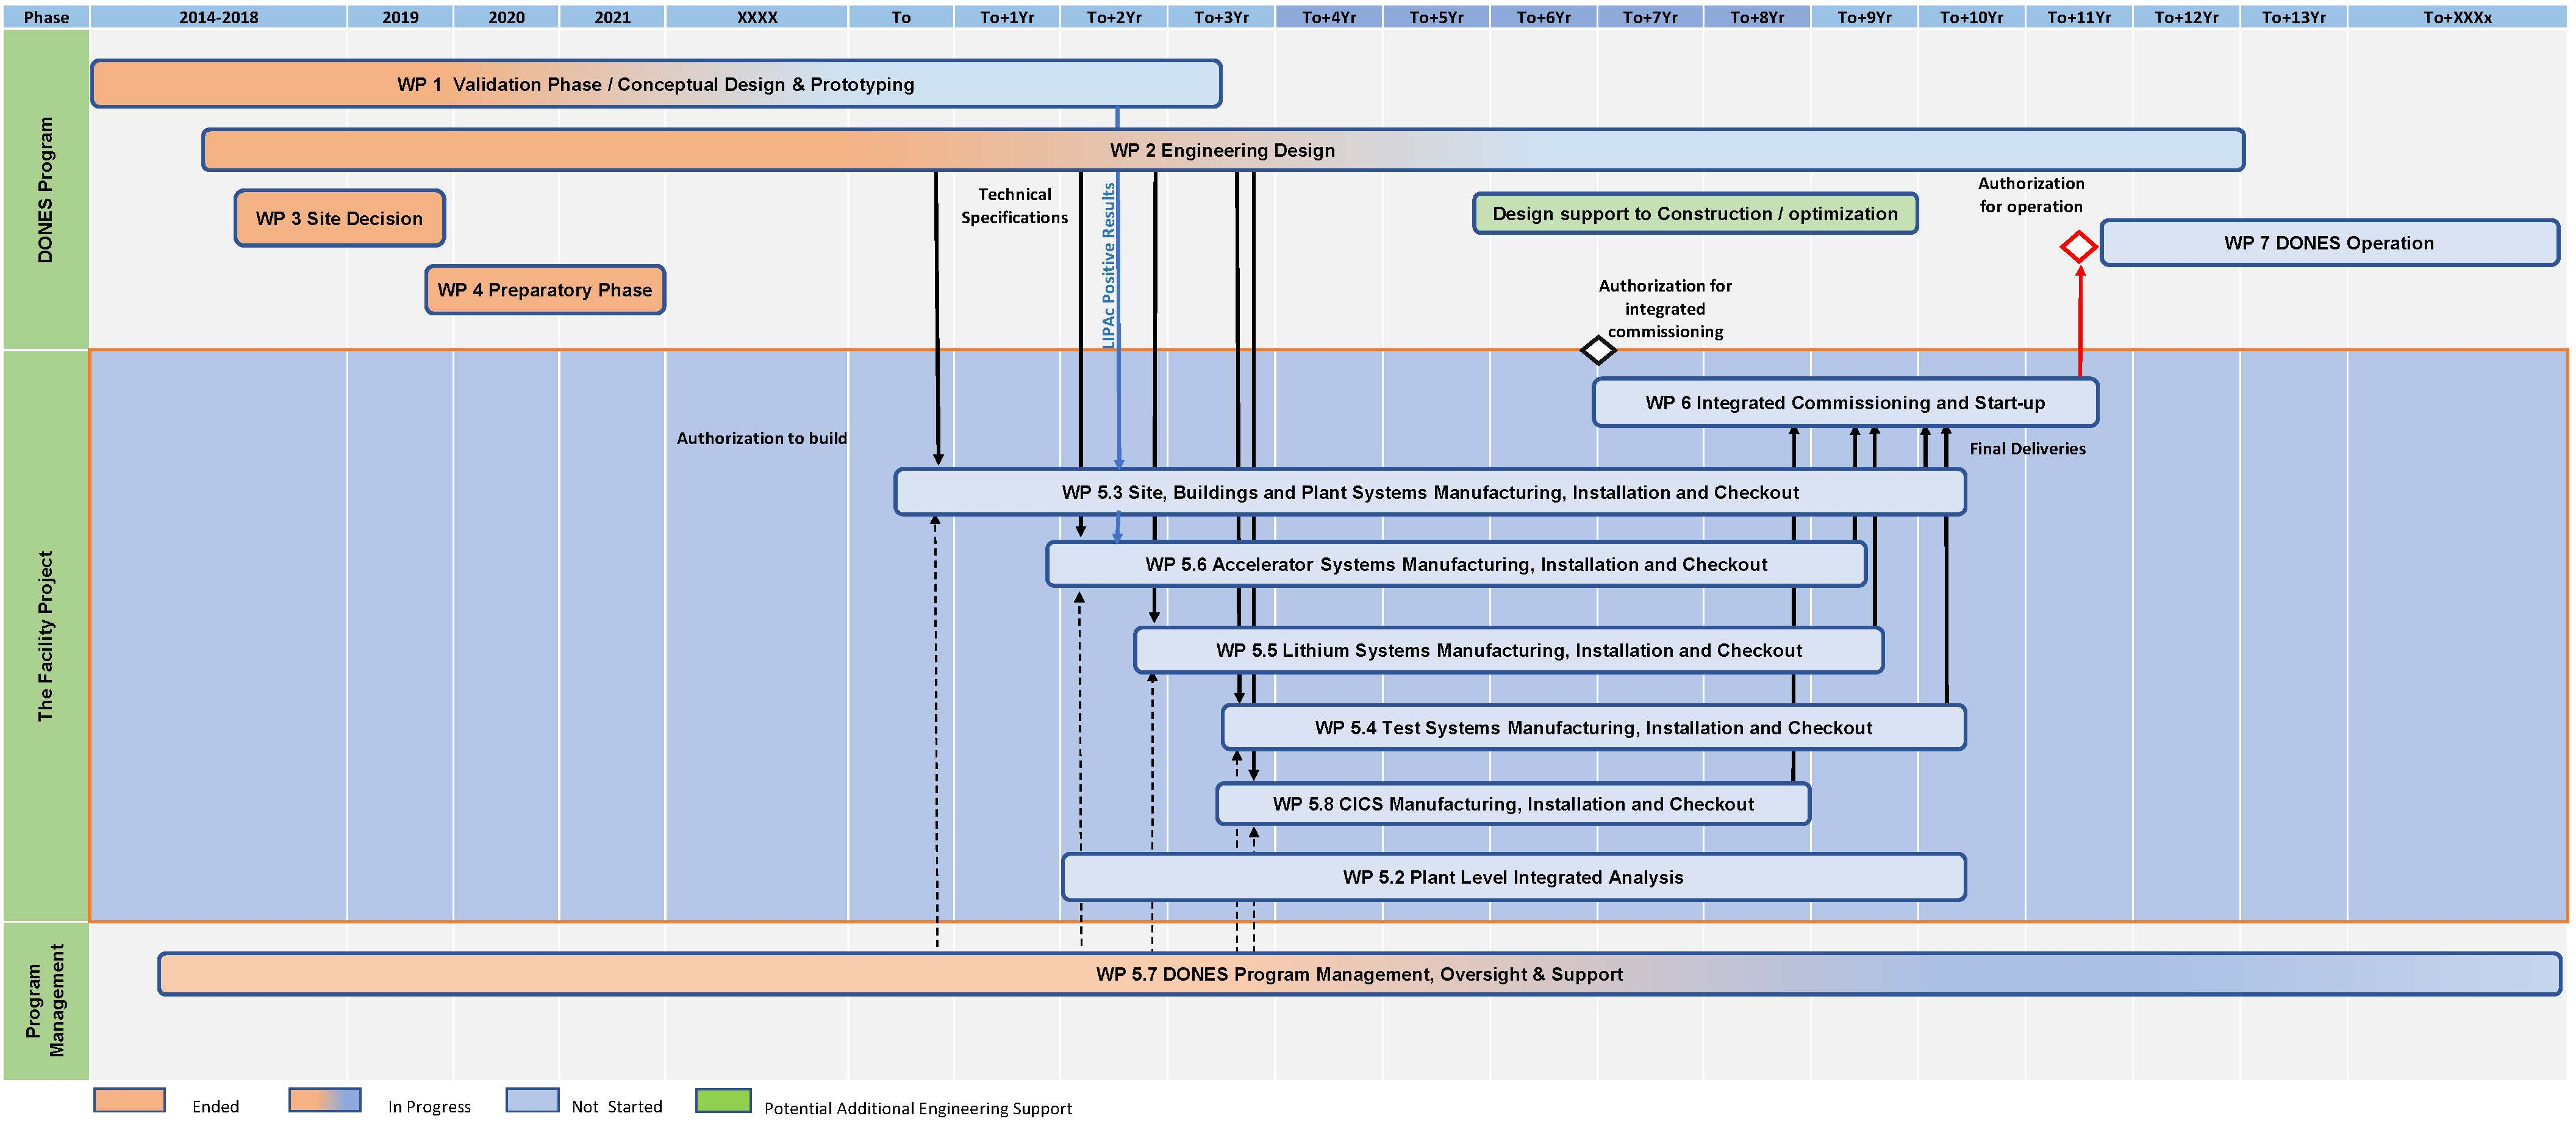 Phase 2014-2018 2019 2020 2021 XXXX To To+1Yr To+2Yr To+3Yr To+4Yr To+5Yr To+6Yr To+7Yr To+8Yr To+9Yr To+10Yr To+11Yr To+12Yr To+13Yr To+XXXx
DONES Program
WP 1 Validation Phase / Conceptual Design & Prototyping
WP 2 Engineering Design
WP 3 Site Decision
Technical
Specifications
LIPAc Positive Results
Design support to Construction / optimization
Authorization
for operation
WP 7 DONES Operation
WP 4 Preparatory Phase
Authorization for
integrated
commissioning
The Facility Project
WP 6 Integrated Commissioning and Start-up
Authorization to build
Final Deliveries
WP 5.3 Site, Buildings and Plant Systems Manufacturing, Installation and Checkout
WP 5.6 Accelerator Systems Manufacturing, Installation and Checkout
WP 5.5 Lithium Systems Manufacturing, Installation and Checkout
WP 5.4 Test Systems Manufacturing, Installation and Checkout
WP 5.8 CICS Manufacturing, Installation and Checkout
WP 5.2 Plant Level Integrated Analysis
Program
Management
WP 5.7 DONES Program Management, Oversight & Support
Ended
In Progress
Not Started
Potential Additional Engineering Support